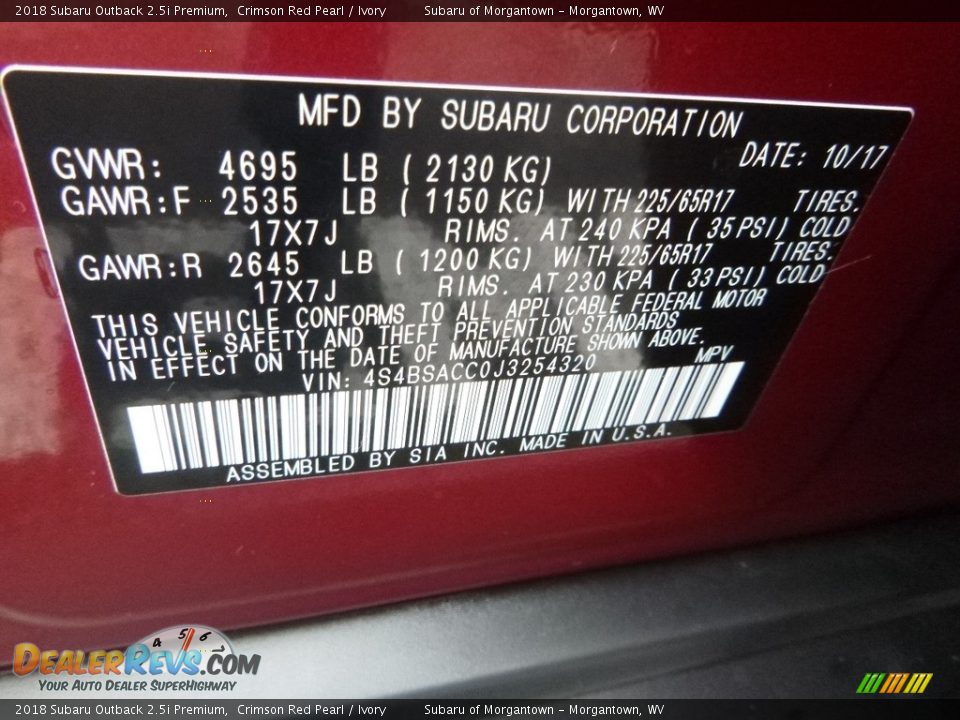 2018 Subaru Outback 2.5i Premium, Crimson Red Pearl / Ivory Subaru of Morgantown - Morgantown, WV
MFD BY SUBARU CORPORATION
DATE: 10/17
GVWR: 4695 LB ( 2130 KG)
GAWR:F 2535 LB ( 1150 KG) WITH 225/65R17 TIRES.
17X7J RIMS. AT 240 KPA ( 35 PSI) COLD
GAWR:R 2645 LB ( 1200 KG) WITH 225/65R17 TIRES.
17X7J RIMS. AT 230 KPA ( 33 PSI) COLD
THIS VEHICLE CONFORMS TO ALL APPLICABLE FEDERAL MOTOR
VEHICLE SAFETY AND THEFT PREVENTION STANDARDS
IN EFFECT ON THE DATE OF MANUFACTURE SHOWN ABOVE.
VIN: 4S4BSACC0J3254320 MPV
ASSEMBLED BY SIA INC. MADE IN U.S.A.
4 5 6
DEALERREVS.COM
YOUR AUTO DEALER SUPERHIGHWAY
2018 Subaru Outback 2.5i Premium, Crimson Red Pearl / Ivory Subaru of Morgantown - Morgantown, WV